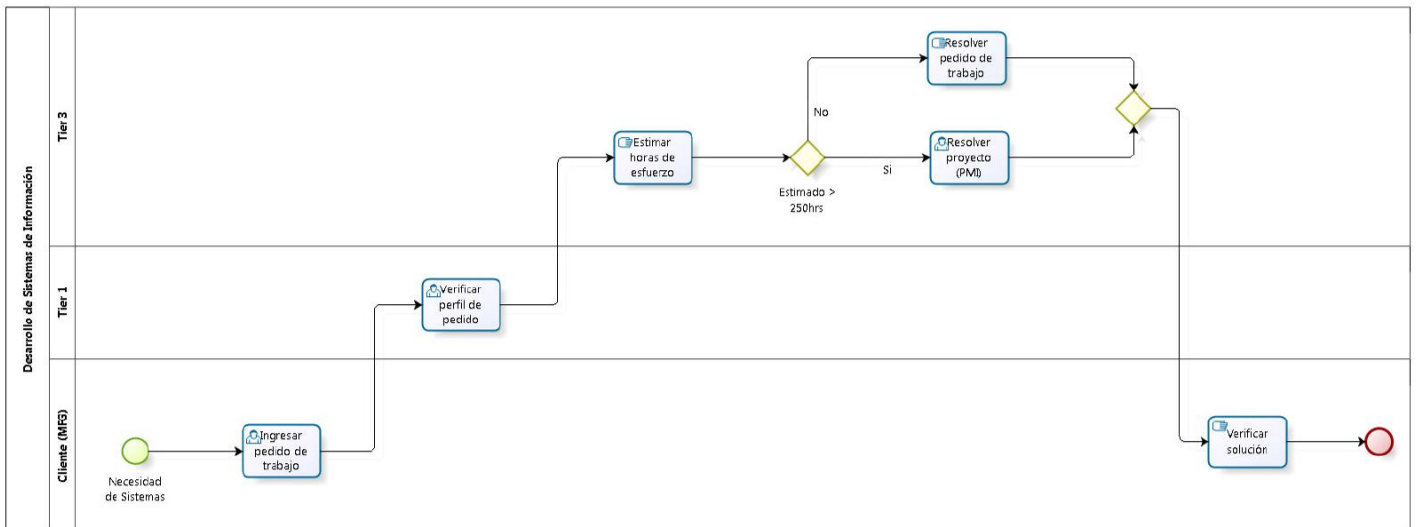 Desarrollo de Sistemas de Información
Tier 3
Resolver
pedido de
trabajo
No
Estimar
horas de
esfuerzo
Si
Resolver
proyecto
(PMI)
Estimado >
250hrs
Tier 1
Verificar
perfil de
pedido
Cliente (MFG)
Necesidad
de Sistemas
Ingresar
pedido de
trabajo
Verificar
solución